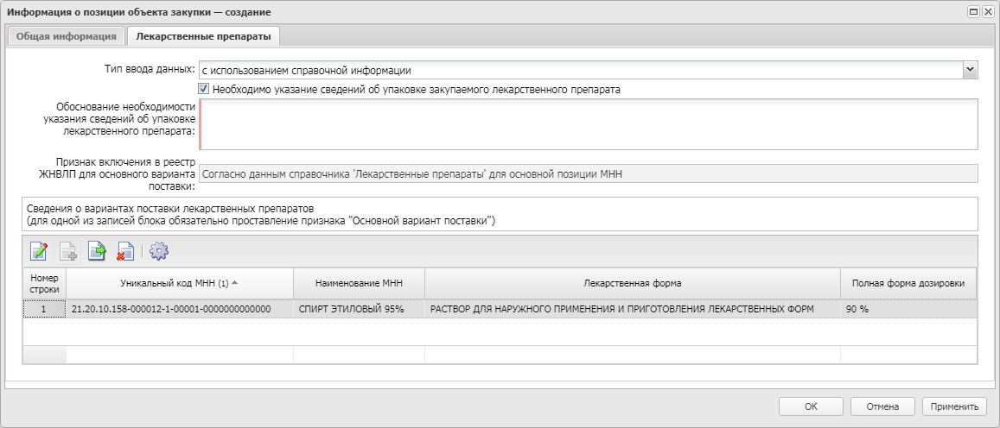 Информация о позиции объекта закупки — создание
Общая информация
Лекарственные препараты
Тип ввода данных:
с использованием справочной информации
Необходимо указание сведений об упаковке закупаемого лекарственного препарата
Обоснование необходимости
указания сведений об упаковке
лекарственного препарата:
Признак включения в реестр
ЖНВЛП для основного варианта
поставки:
Согласно данным справочника 'Лекарственные препараты' для основной позиции МНН
Сведения о вариантах поставки лекарственных препаратов
(для одной из записей блока обязательно проставление признака "Основной вариант поставки")
Номер
строки
Уникальный код МНН (1)
Наименование МНН
Лекарственная форма
Полная форма дозировки
1
21.20.10.158-000012-1-00001-0000000000000
СПИРТ ЭТИЛОВЫЙ 95%
РАСТВОР ДЛЯ НАРУЖНОГО ПРИМЕНЕНИЯ И ПРИГОТОВЛЕНИЯ ЛЕКАРСТВЕННЫХ ФОРМ
90 %
ОК
Отмена
Применить